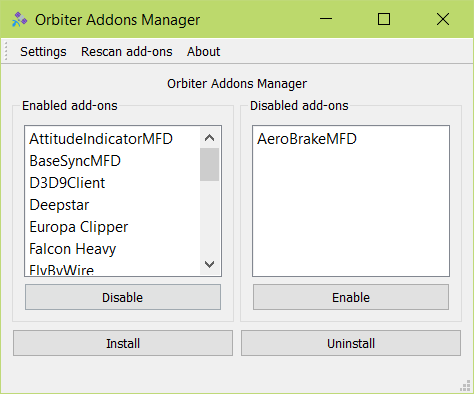 Orbiter Addons Manager
Settings Rescan add-ons About
Orbiter Addons Manager
Enabled add-ons
AttitudeIndicatorMFD
BaseSyncMFD
D3D9Client
Deepstar
Europa Clipper
Falcon Heavy
FlyByWire
Disable
Disabled add-ons
AeroBrakeMFD
Enable
Install
Uninstall